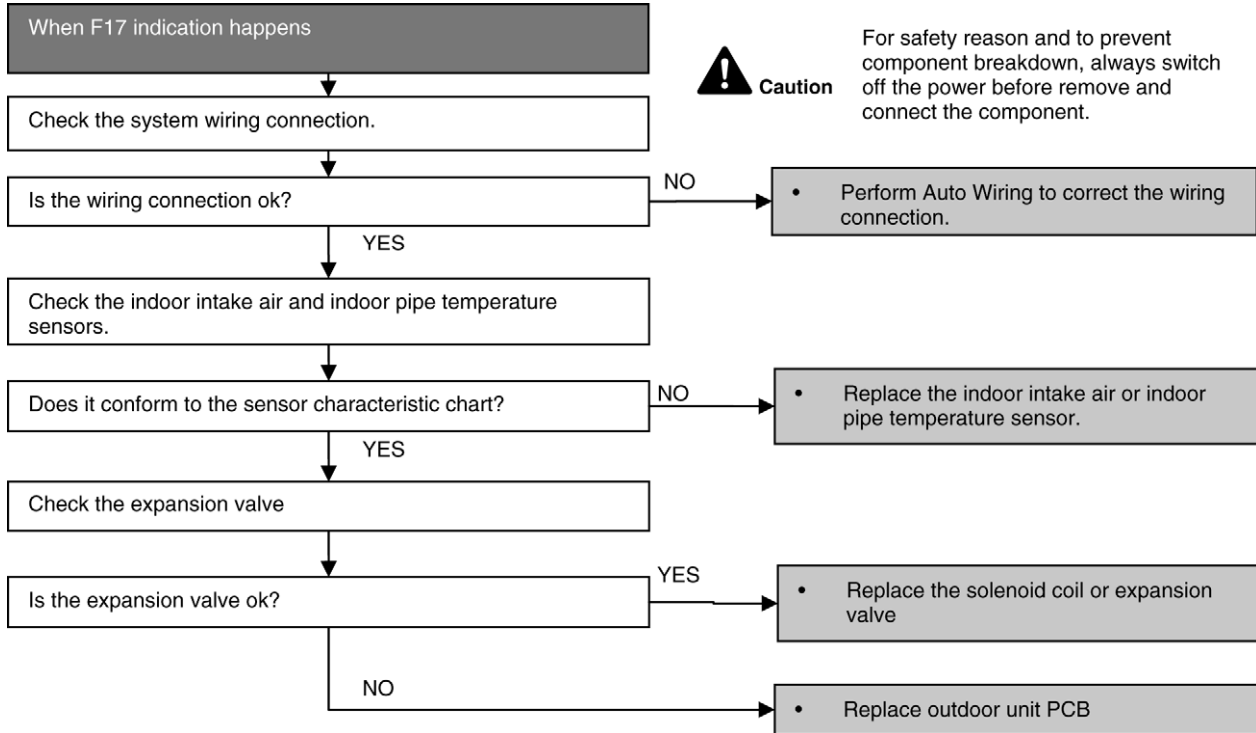 When F17 indication happens
Caution
For safety reason and to prevent
component breakdown, always switch
off the power before remove and
connect the component.
Check the system wiring connection.
Is the wiring connection ok?
NO
• Perform Auto Wiring to correct the wiring
connection.
YES
Check the indoor intake air and indoor pipe temperature
sensors.
Does it conform to the sensor characteristic chart?
NO
• Replace the indoor intake air or indoor
pipe temperature sensor.
YES
Check the expansion valve
Is the expansion valve ok?
YES
• Replace the solenoid coil or expansion
valve
NO
• Replace outdoor unit PCB